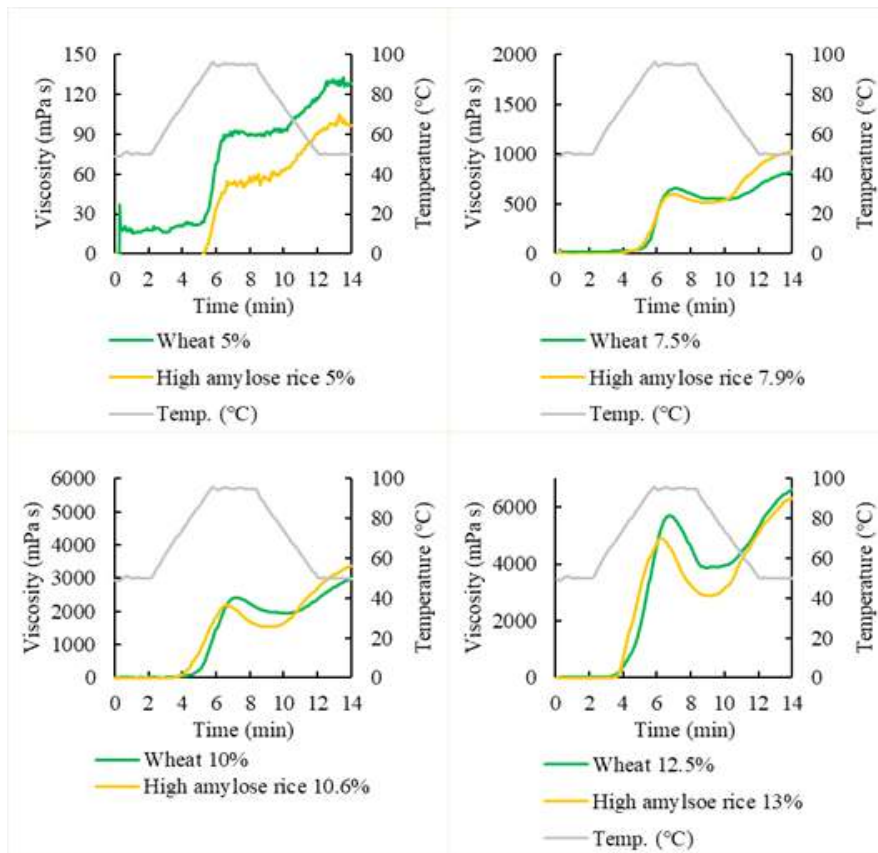 150
120
90
60
30
0
100
80
60
40
20
0
Viscosity (mPa s)
Temperature (°C)
0 2 4 6 8 10 12 14
Time (min)
Wheat 5%
High amylose rice 5%
Temp. (°C)
2000
1500
1000
500
0
100
80
60
40
20
0
Viscosity (mPa s)
Temperature (°C)
0 2 4 6 8 10 12 14
Time (min)
Wheat 7.5%
High amylose rice 7.9%
Temp. (°C)
6000
5000
4000
3000
2000
1000
0
100
80
60
40
20
0
Viscosity (mPa s)
Temperature (°C)
0 2 4 6 8 10 12 14
Time (min)
Wheat 10%
High amylose rice 10.6%
6000
4000
2000
0
100
80
60
40
20
0
Viscosity (mPa s)
Temperature (°C)
0 2 4 6 8 10 12 14
Time (min)
Wheat 12.5%
High amylsoe rice 13%
Temp. (°C)